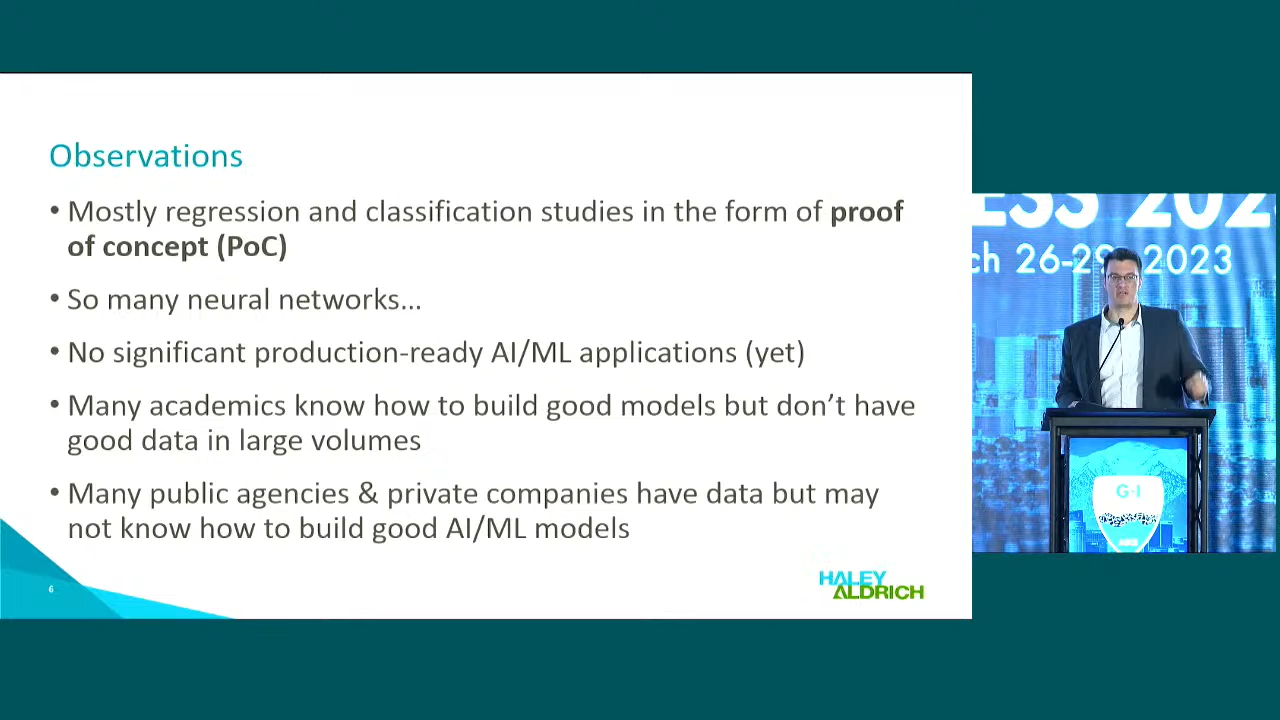 Observations
• Mostly regression and classification studies in the form of proof
of concept (PoC)
• So many neural networks...
• No significant production-ready AI/ML applications (yet)
• Many academics know how to build good models but don’t have
good data in large volumes
• Many public agencies & private companies have data but may
not know how to build good AI/ML models
6
HALEY
ALDRICH
ESS 202
ch 26-29, 2023
G-I